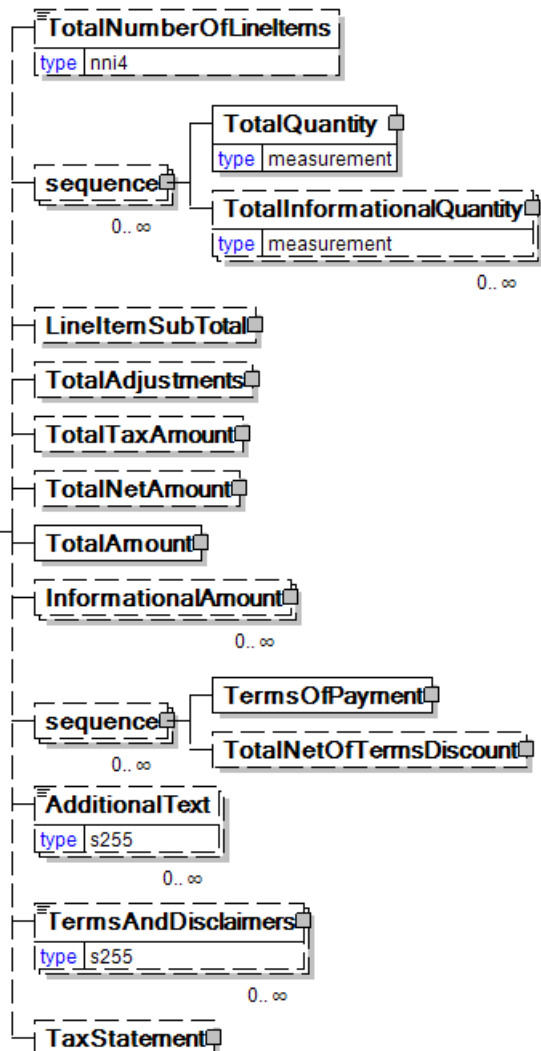 TotalNumberOfLineItems
type nni4
TotalQuantity
type measurement
sequence
0.. ∞
TotalInformationalQuantity
type measurement
0.. ∞
LineItemSubTotal
TotalAdjustments
TotalTaxAmount
TotalNetAmount
TotalAmount
InformationalAmount
0.. ∞
TermsOfPayment
sequence
0.. ∞
TotalNetOfTermsDiscount
AdditionalText
type s255
0.. ∞
TermsAndDisclaimers
type s255
0.. ∞
TaxStatement